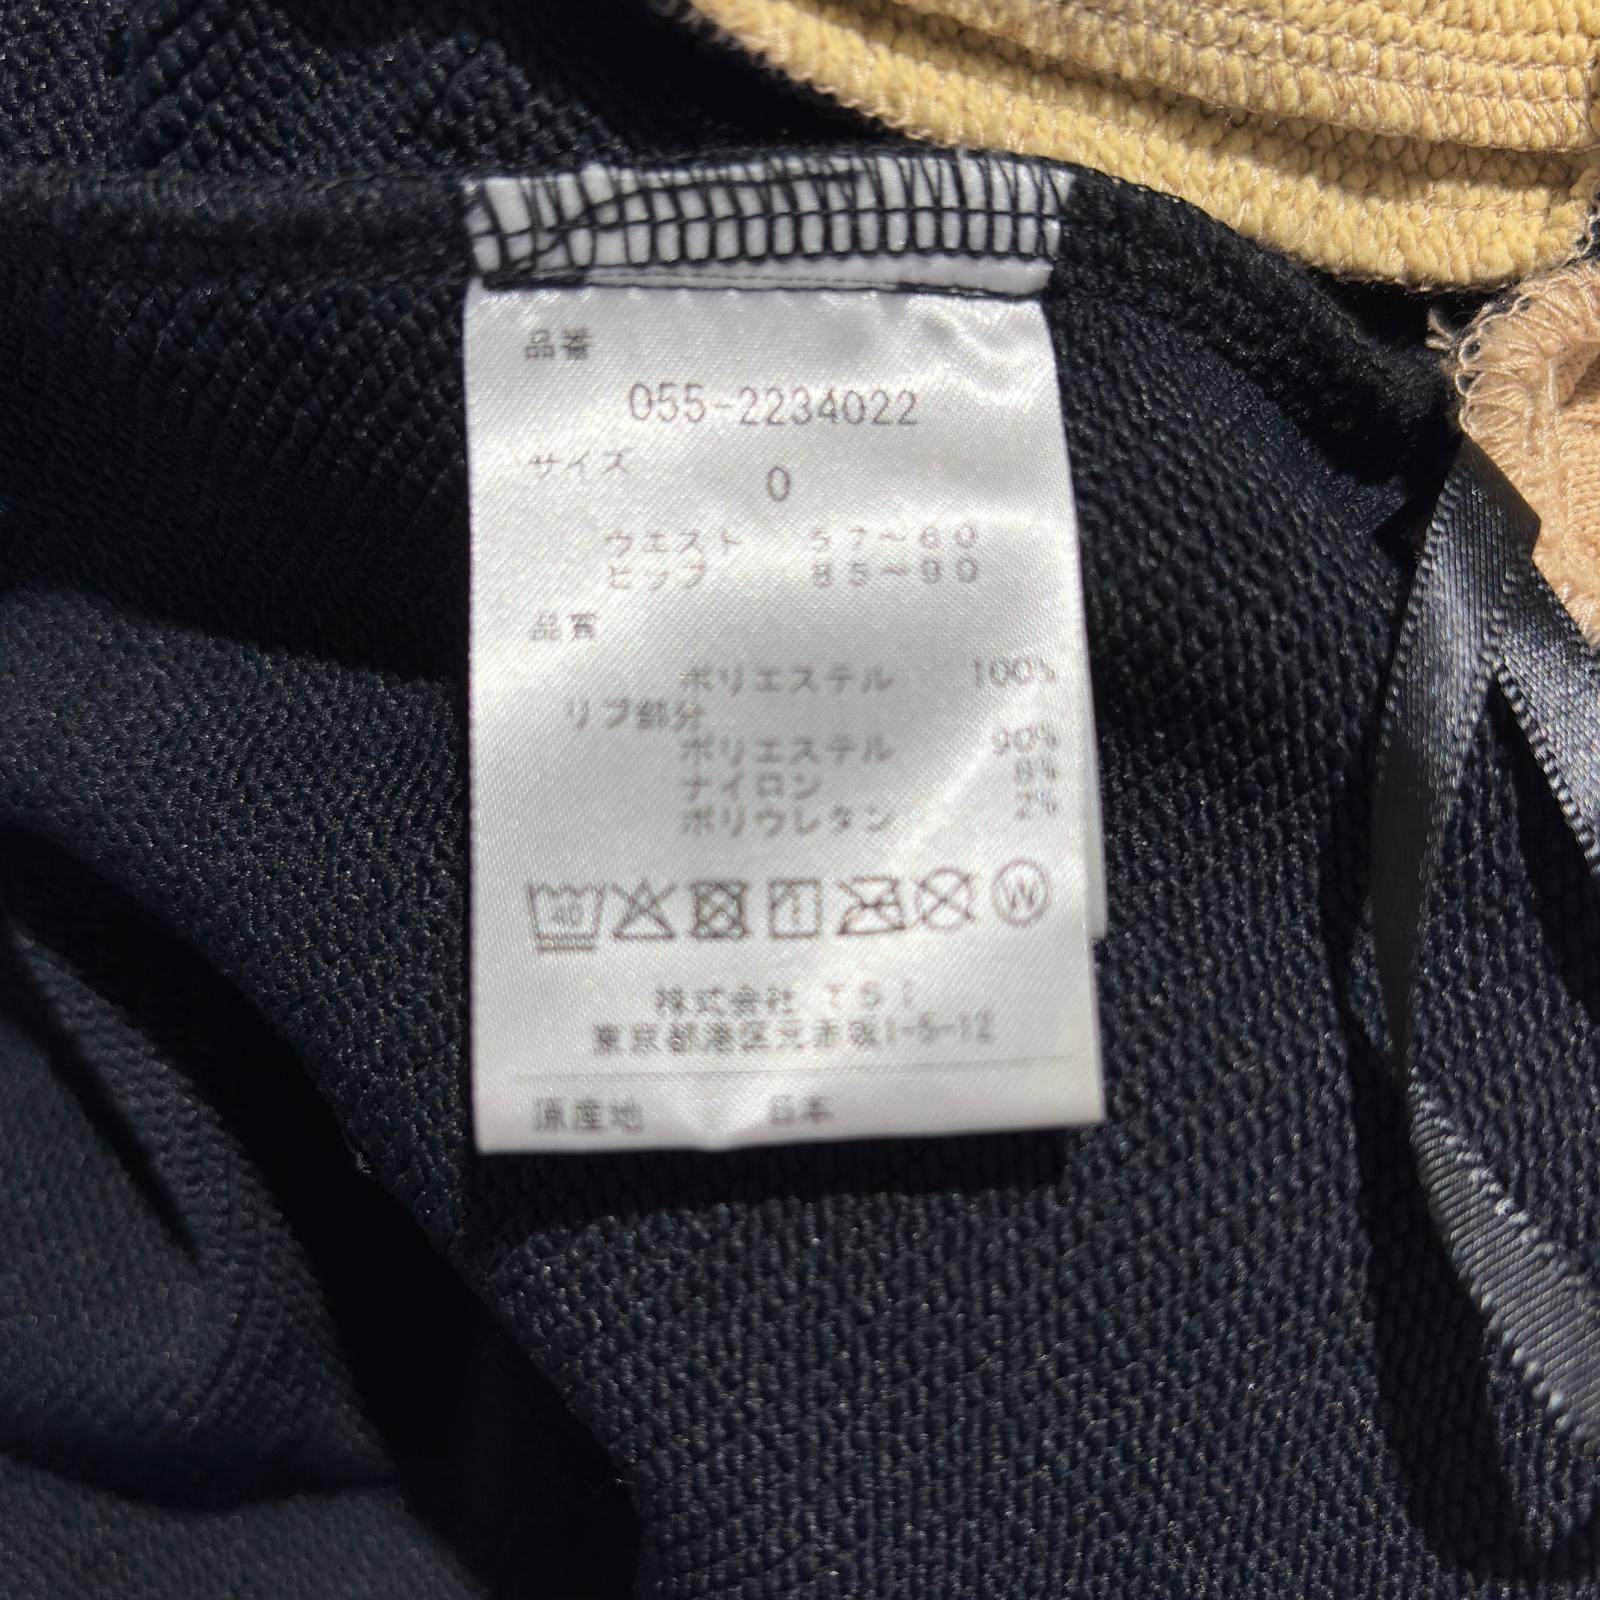 品番
055-2234022
サイズ 0
ウエスト 57~60
ヒップ 85~90
品質
ポリエステル 100%
リブ部分
ポリエステル 90%
ナイロン 8%
ポリウレタン 2%
40 W
株式会社 TSI
東京都港区元赤坂1-5-12
原産地 日本